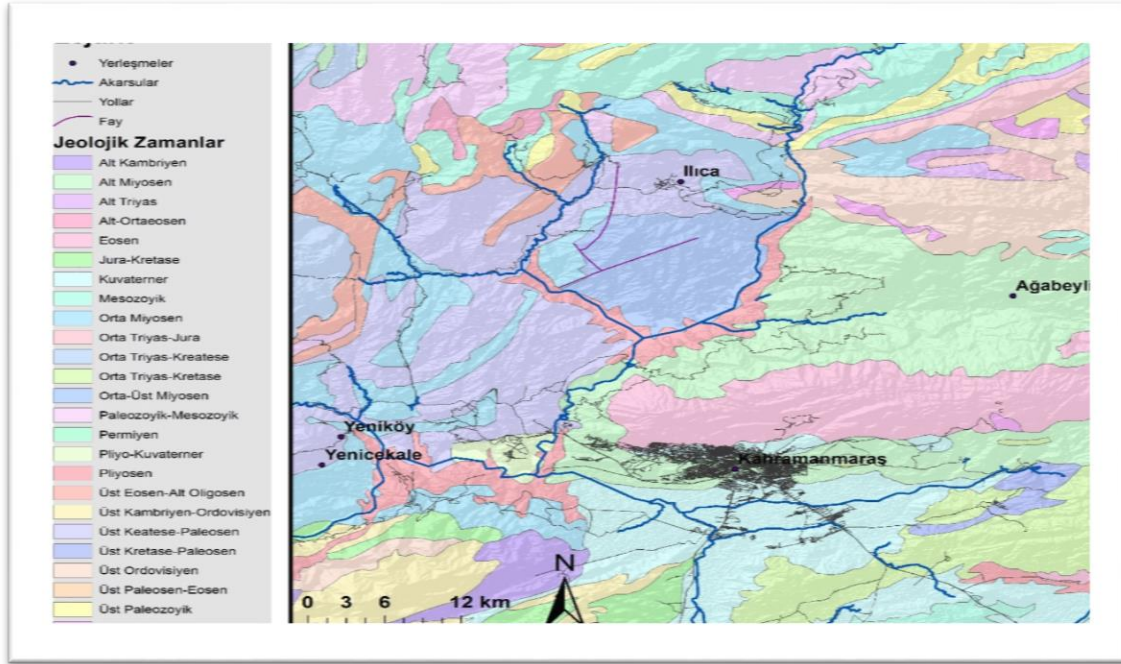 Yerleşmeler
Akarsular
Yollar
Fay
Jeolojik Zamanlar
Alt Kambriyen
Alt Miyosen
Alt Triyas
Alt-Ortaeosen
Eosen
Jura-Kretase
Kuvaterner
Mesozoyik
Orta Miyosen
Orta Triyas-Jura
Orta Triyas-Kreatese
Orta Triyas-Kretase
Orta-Üst Miyosen
Paleozoyik-Mesozoyik
Permiyen
Pliyo-Kuvaterner
Pliyosen
Üst Eosen-Alt Oligosen
Üst Kambriyen-Ordovisiyen
Üst Keatese-Paleosen
Üst Kretase-Paleosen
Üst Ordovisiyen
Üst Paleosen-Eosen
Üst Paleozoyik
Ilıca
Ağabeyli
Yeniköy
Yenicekale
Kahramanmaraş
N
0 3 6 12 km